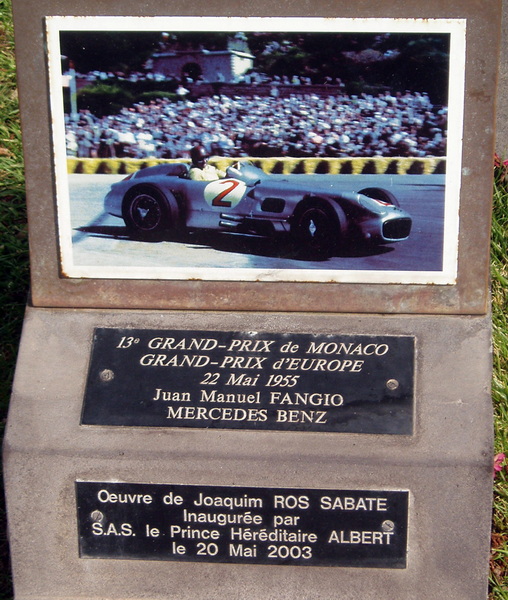 2
13e GRAND-PRIX de MONACO
GRAND-PRIX d'EUROPE
22 Mai 1955
Juan Manuel FANGIO
MERCEDES BENZ
Oeuvre de Joaquim ROS SABATE
Inaugurée par
S.A.S. le Prince Héréditaire ALBERT
le 20 Mai 2003